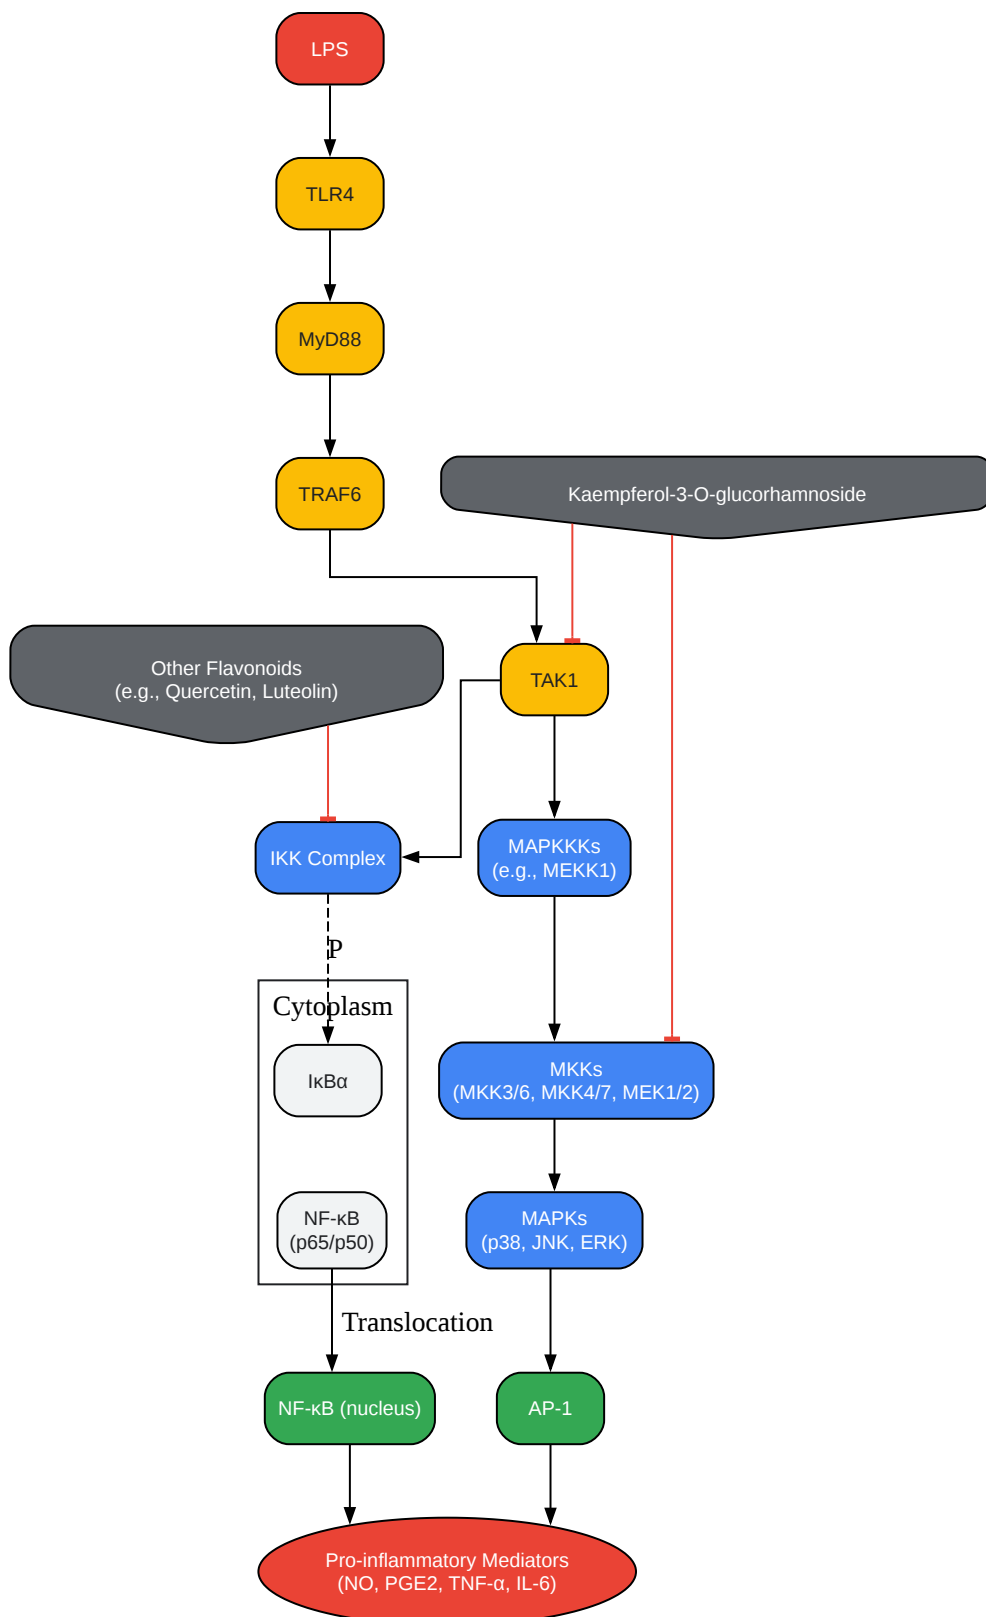 LPS
TLR4
MyD88
TRAF6
Kaempferol-3-O-glucorhamnoside
Other Flavonoids
(e.g., Quercetin, Luteolin)
TAK1
IKK Complex
MAPKKKs
(e.g., MEKK1)
P
Cytoplasm
IκBα
MKKs
(MKK3/6, MKK4/7, MEK1/2)
NF-κB
(p65/p50)
MAPKs
(p38, JNK, ERK)
Translocation
NF-κB (nucleus)
AP-1
Pro-inflammatory Mediators
(NO, PGE2, TNF-α, IL-6)